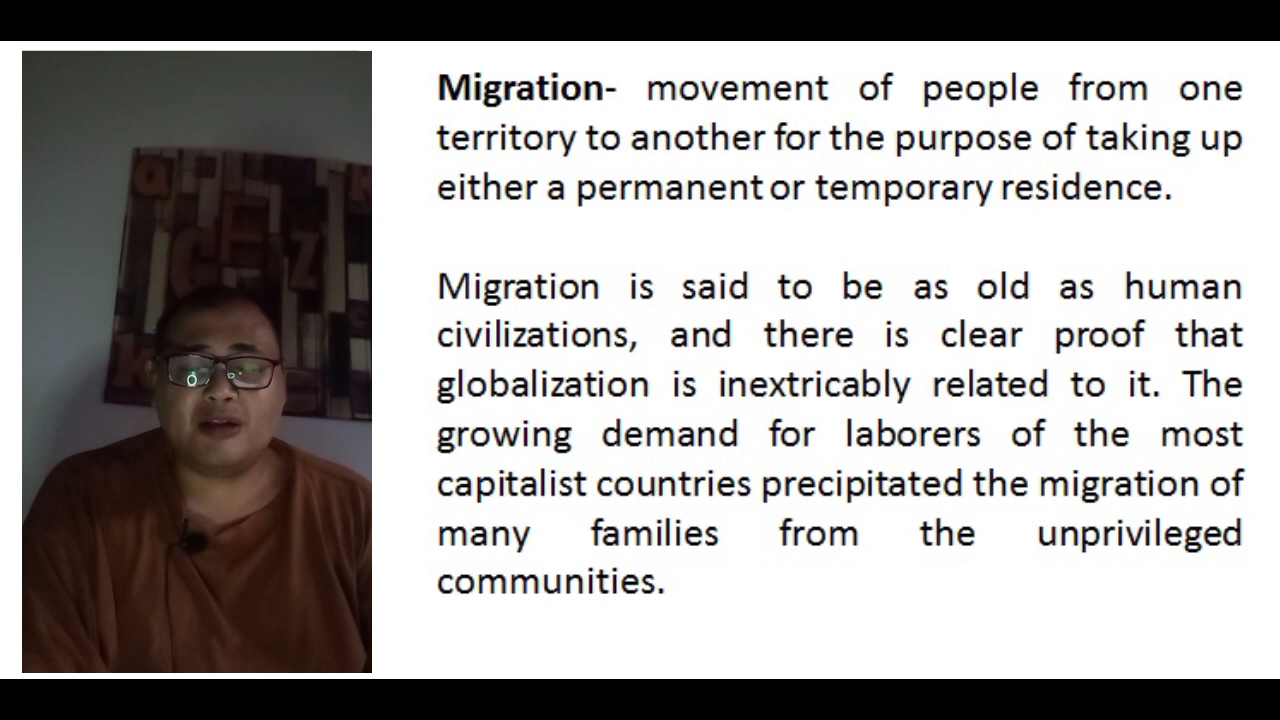 Migration- movement of people from one
territory to another for the purpose of taking up
either a permanent or temporary residence.
Migration is said to be as old as human
civilizations, and there is clear proof that
globalization is inextricably related to it. The
growing demand for laborers of the most
capitalist countries precipitated the migration of
many families from the unprivileged
communities.